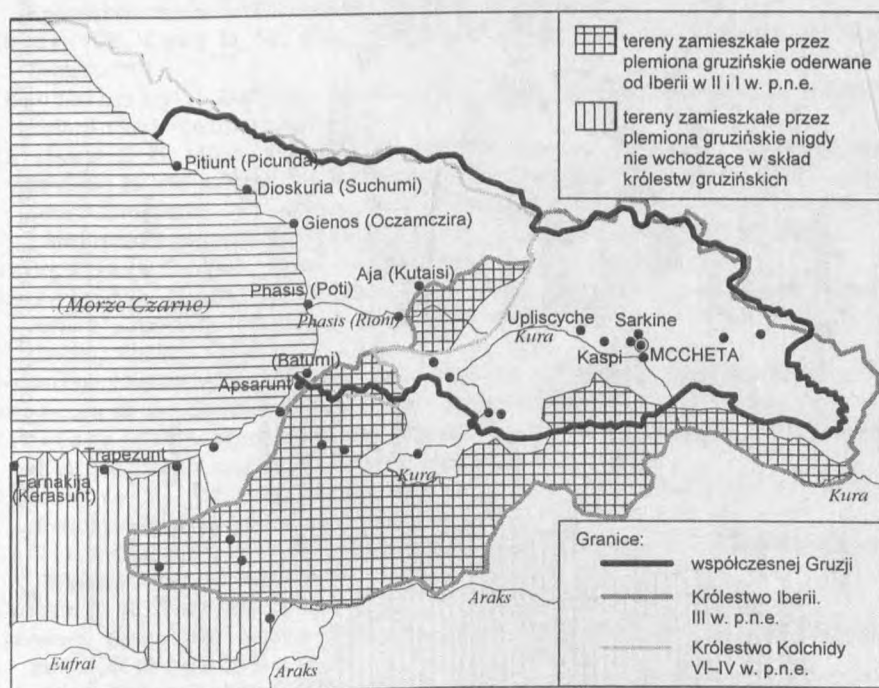 tereny zamieszkałe przez
plemiona gruzińskie oderwane
od Iberii w II i I w. p.n.e.
tereny zamieszkałe przez
plemiona gruzińskie nigdy
nie wchodzące w skład
królestw gruzińskich
Pitiunt (Picunda)
Dioskuria (Suchumi)
Gienos (Oczamczira)
Aja (Kutaisi)
Phasis (Poti)
(Morze Czarne)
Phasis (Rioni)
Upliscyche
Sarkine
Kura
Kaspi
MCCHETA
(Batumi)
Apsarunt
Trapezunt
Farnakija
(Kerasunt)
Kura
Kura
Araks
Eufrat
Araks
Granice:
współczesnej Gruzji
Królestwo Iberii.
III w. p.n.e.
Królestwo Kolchidy
VI–IV w. p.n.e.